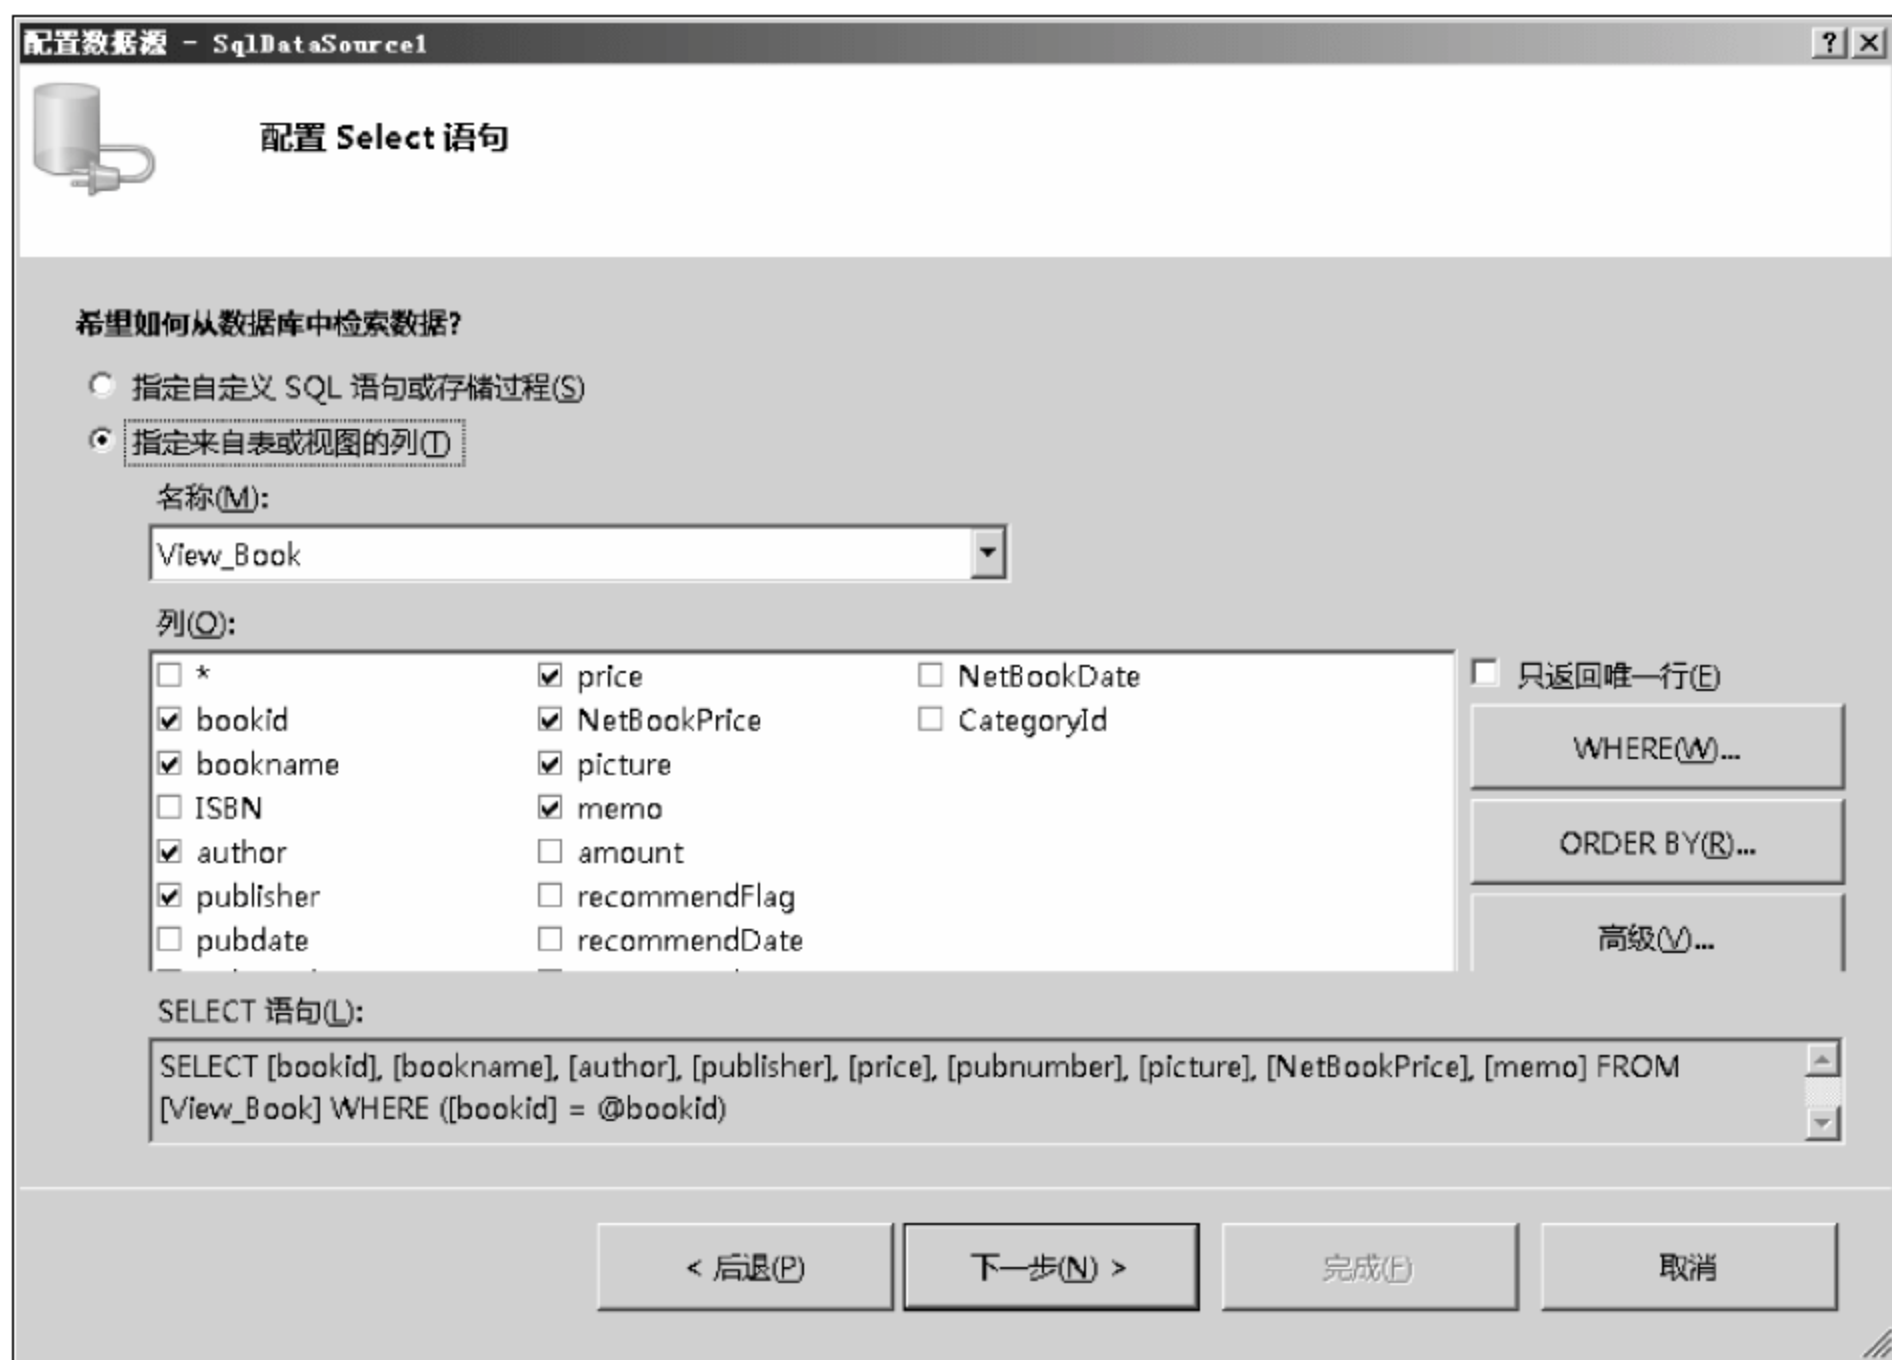 配置数据源 - SqlDataSource1
配置 Select 语句
希望如何从数据库中检索数据?
指定自定义 SQL 语句或存储过程(S)
指定来自表或视图的列(T)
名称(M):
View_Book
列(O):
* price NetBookDate 只返回唯一行(E)
bookid NetBookPrice CategoryId
bookname picture WHERE(W)...
ISBN memo
author amount ORDER BY(R)...
publisher recommendFlag
pubdate recommendDate 高级(V)...
SELECT 语句(L):
SELECT [bookid], [bookname], [author], [publisher], [price], [pubnumber], [picture], [NetBookPrice], [memo] FROM
[View_Book] WHERE ([bookid] = @bookid)
< 后退(P) 下一步(N) > 完成(F) 取消